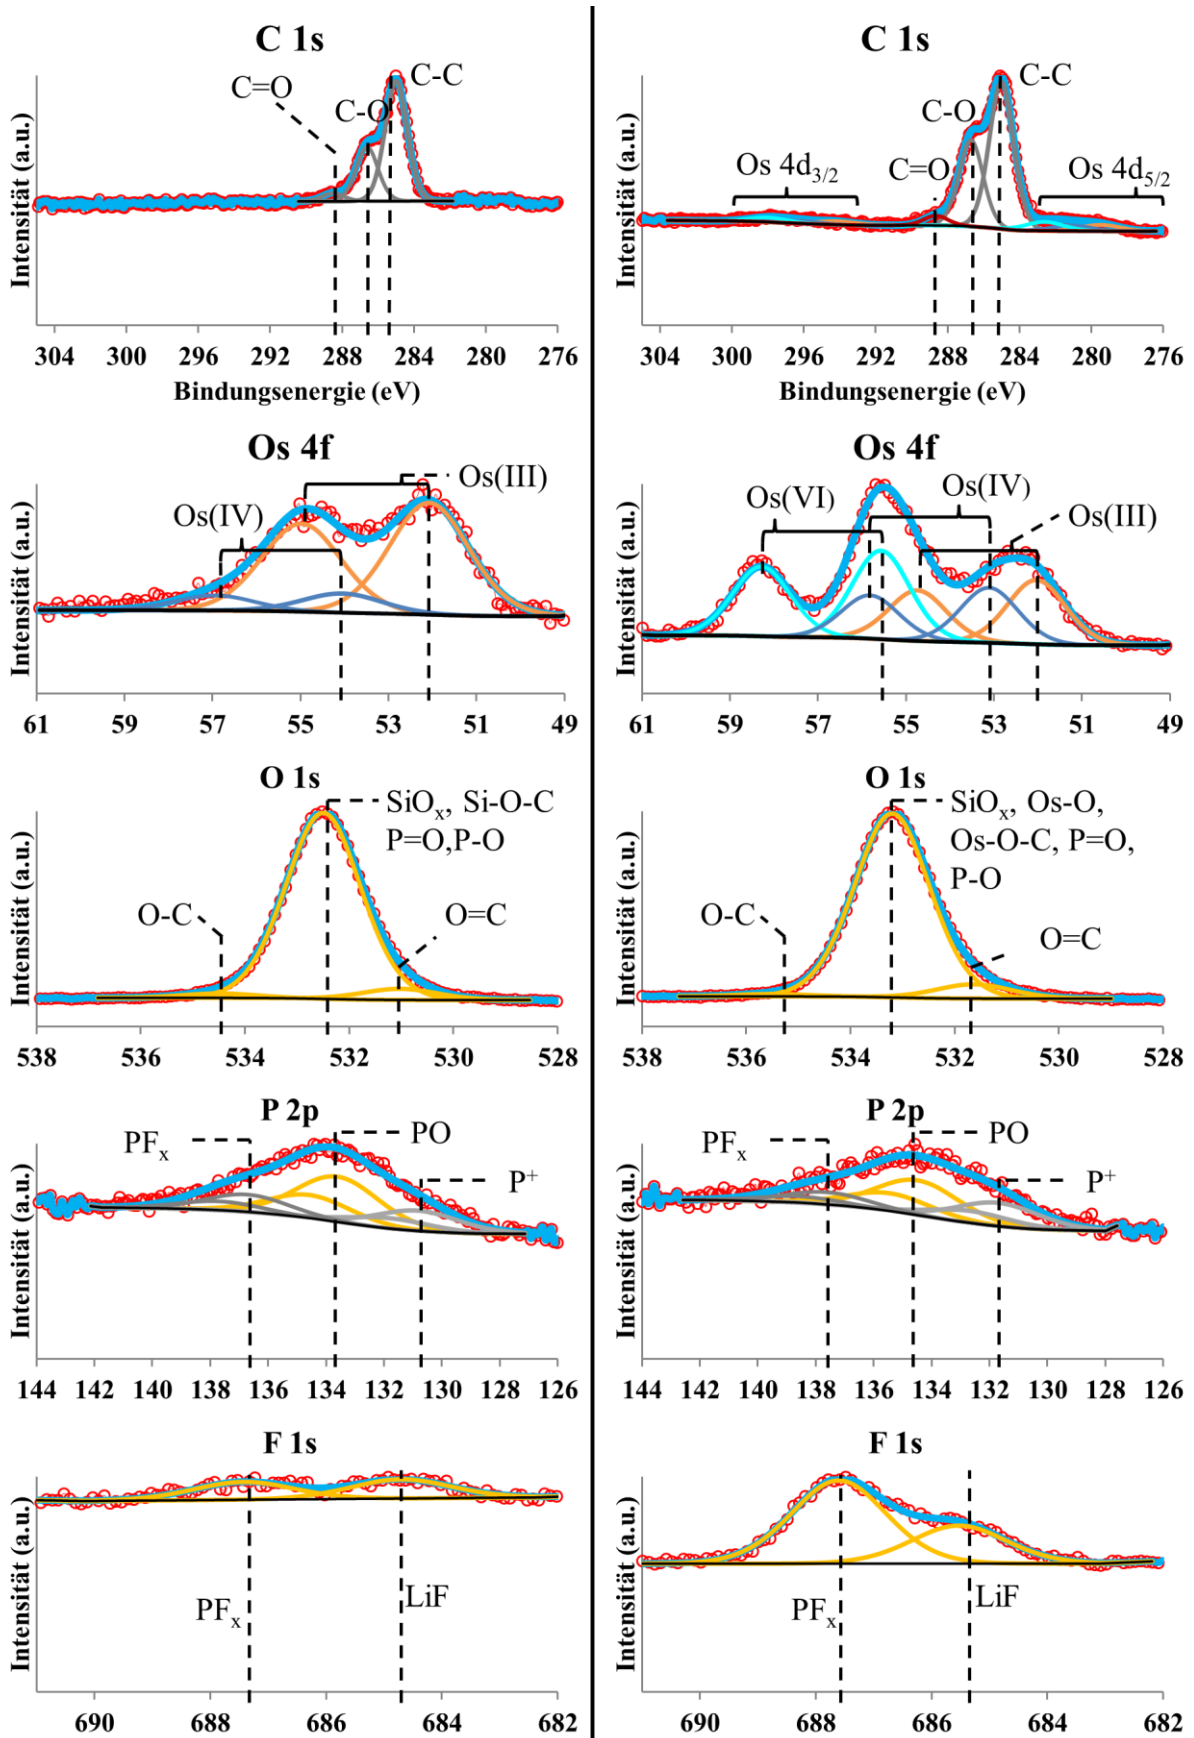 C 1s
C=O
C-O
C-C
Intensität (a.u.)
304 300 296 292 288 284 280 276
Bindungsenergie (eV)
Os 4f
Os(IV)
Os(III)
61 59 57 55 53 51 49
O 1s
SiOₓ, Si-O-C
P=O,P-O
O-C
O=C
Intensität (a.u.)
538 536 534 532 530 528
P 2p
PFₓ
PO
P⁺
Intensität (a.u.)
144 142 140 138 136 134 132 130 128 126
F 1s
PFₓ
LiF
Intensität (a.u.)
690 688 686 684 682
C 1s
C-C
C-O
C=O
Os 4d₃/₂
Os 4d₅/₂
Intensität (a.u.)
304 300 296 292 288 284 280 276
Bindungsenergie (eV)
Os 4f
Os(VI)
Os(IV)
Os(III)
61 59 57 55 53 51 49
O 1s
SiOₓ, Os-O,
Os-O-C, P=O,
P-O
O-C
O=C
Intensität (a.u.)
538 536 534 532 530 528
P 2p
PFₓ
PO
P⁺
Intensität (a.u.)
144 142 140 138 136 134 132 130 128 126
F 1s
PFₓ
LiF
Intensität (a.u.)
690 688 686 684 682